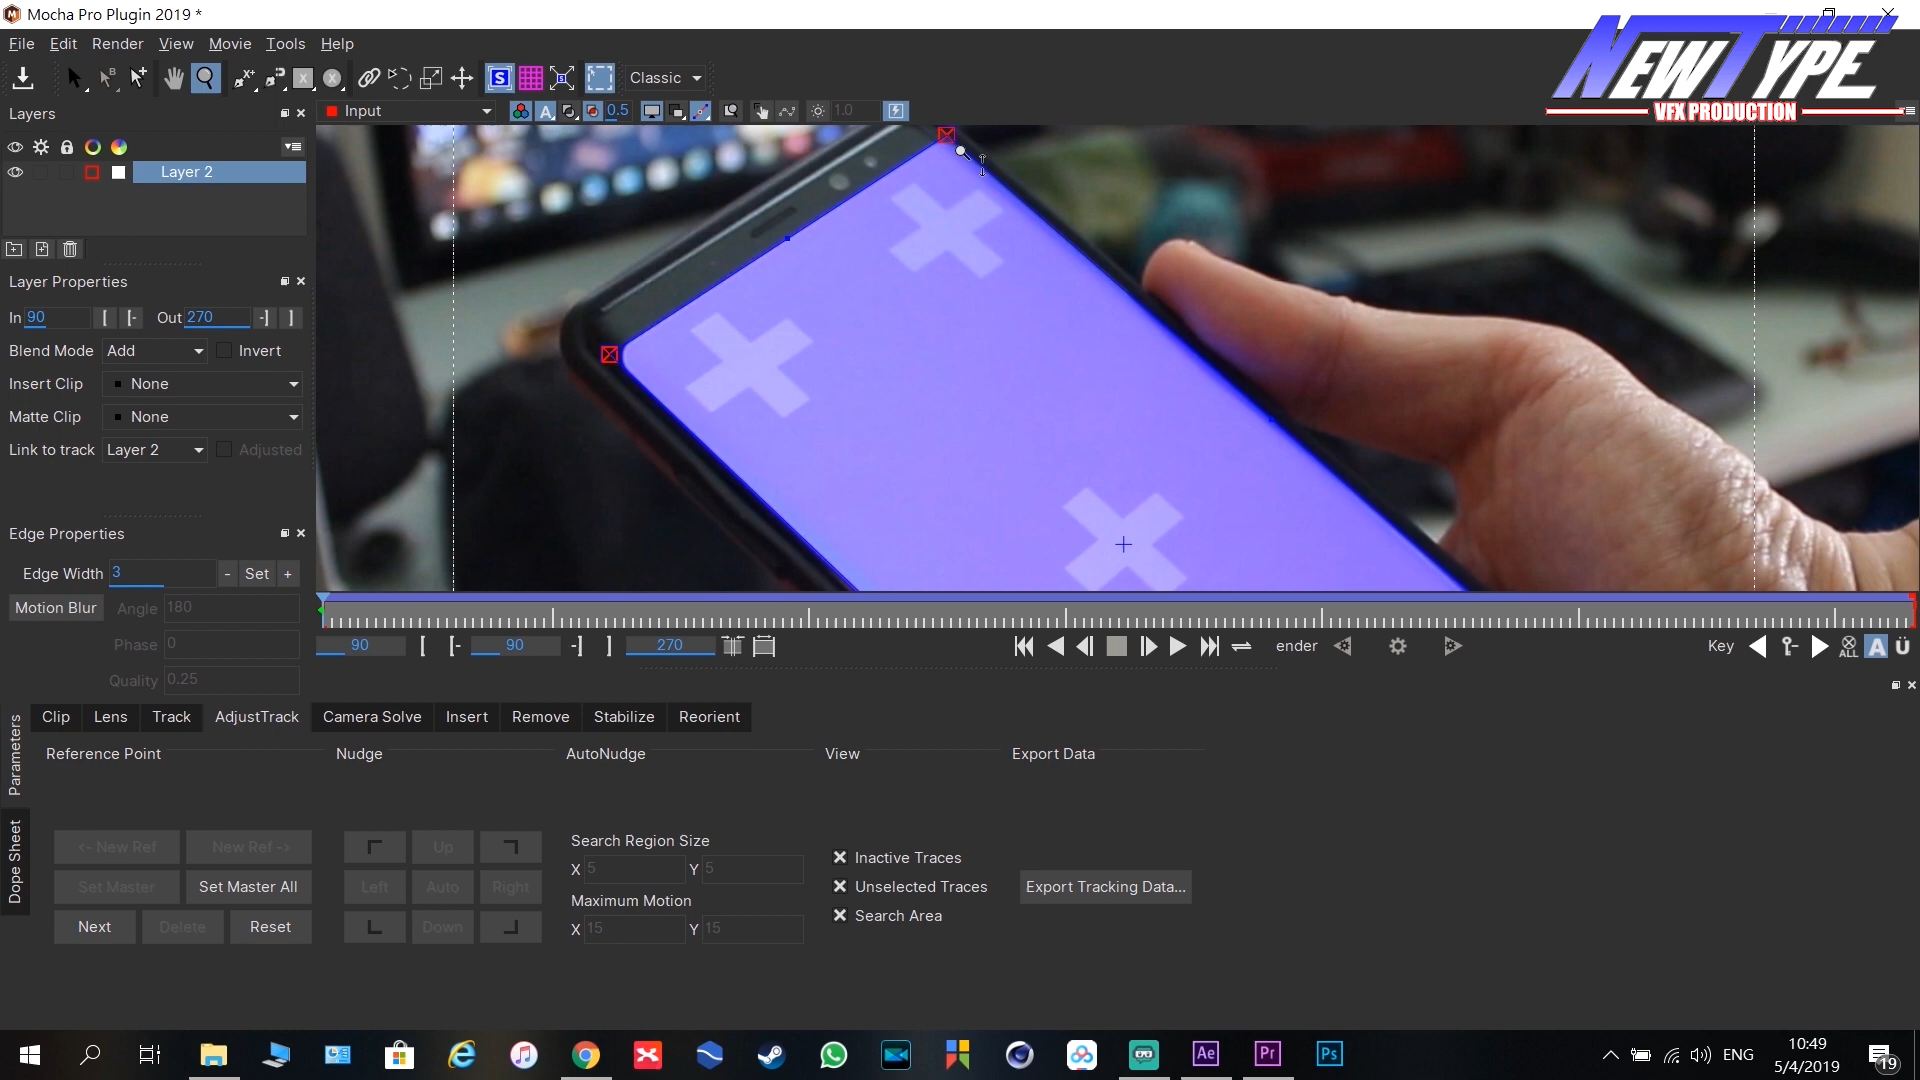 Mocha Pro Plugin 2019 *
File Edit Render View Movie Tools Help
Classic
NEWTYPE
VFX PRODUCTION
Layers
Input
A
0.5
1.0
Layer 2
Layer Properties
In 90 [ [- Out 270 -] ]
Blend Mode Add Invert
Insert Clip None
Matte Clip None
Link to track Layer 2 Adjusted
Edge Properties
Edge Width 3 - Set +
Motion Blur Angle 180
Phase 0
Quality 0.25
90 [ [- 90 -] ] 270
ender
Key
ALL
A
Ü
Parameters
Dope Sheet
Clip Lens Track AdjustTrack Camera Solve Insert Remove Stabilize Reorient
Reference Point Nudge AutoNudge View Export Data
<- New Ref New Ref ->
Set Master Set Master All
Next Delete Reset
Up
Left Auto Right
Down
Search Region Size
X 5 Y 5
Maximum Motion
X 15 Y 15
Inactive Traces
Unselected Traces
Search Area
Export Tracking Data...
Ae
Pr
Ps
ENG
10:49
5/4/2019
19